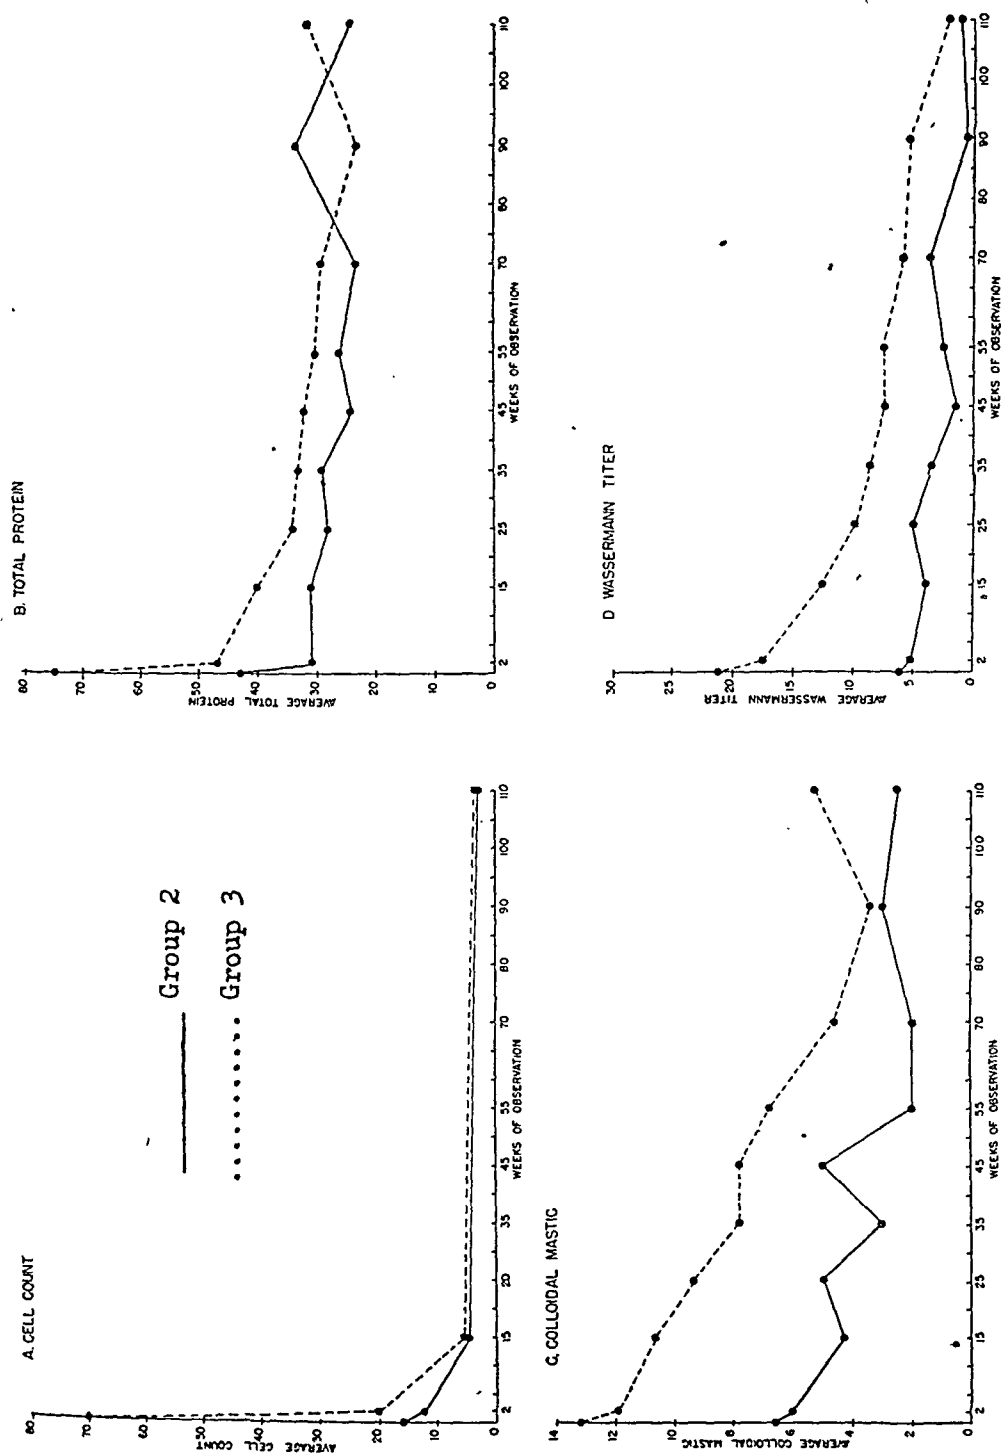 A. CELL COUNT
80
70
60
50
40
30
20
10
0
AVERAGE CELL COUNT
2 15 20 35 45 55 70 80 90 100 110
WEEKS OF OBSERVATION
Group 2
Group 3
B. TOTAL PROTEIN
80
70
60
50
40
30
20
10
0
AVERAGE TOTAL PROTEIN
2 15 25 35 45 55 70 80 90 100 110
WEEKS OF OBSERVATION
C. COLLOIDAL MASTIC
14
12
10
8
6
4
2
0
AVERAGE COLLOIDAL MASTIC
2 15 25 35 45 55 70 80 90 100 110
WEEKS OF OBSERVATION
D WASSERMANN TITER
30
25
20
15
10
5
0
AVERAGE WASSERMANN TITER
2 15 25 35 45 55 70 80 90 100 110
WEEKS OF OBSERVATION